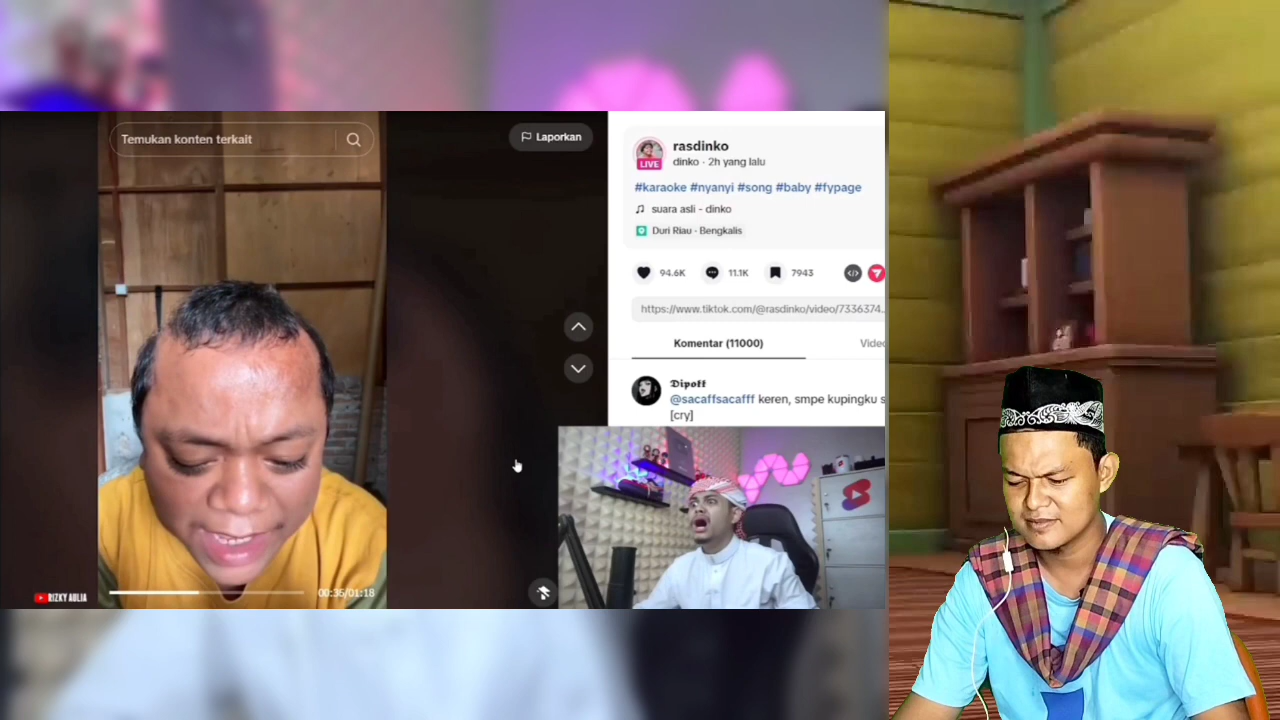 Temukan konten terkait
Laporkan
rasdinko
LIVE
dinko · 2h yang lalu
#karaoke #nyanyi #song #baby #fypage
suara asli - dinko
Duri Riau · Bengkalis
94.6K
11.1K
7943
https://www.tiktok.com/@rasdinko/video/7336374...
Komentar (11000)
Video
Dipoff
@sacaffsacafff keren, smpe kupingku s
[cry]
RIZKY AULIA
00:36/01:18